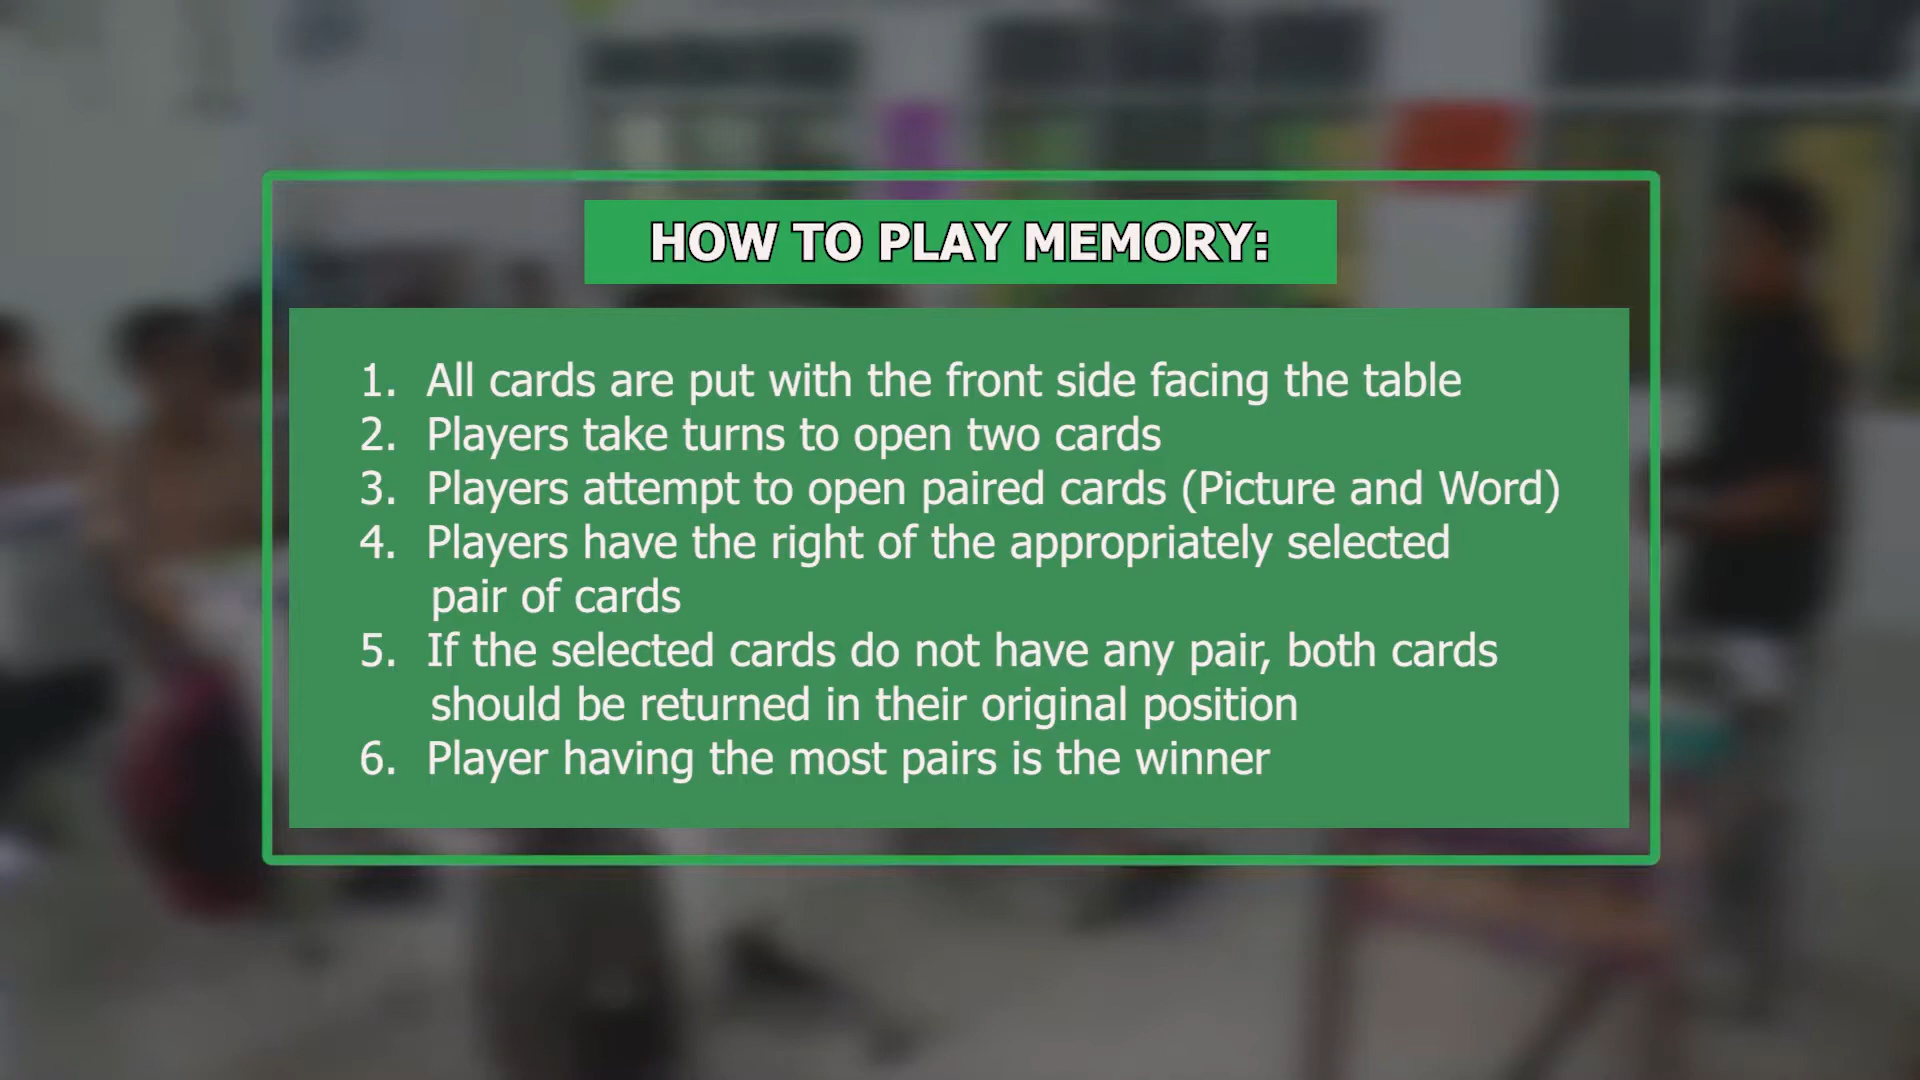 HOW TO PLAY MEMORY:
1. All cards are put with the front side facing the table
2. Players take turns to open two cards
3. Players attempt to open paired cards (Picture and Word)
4. Players have the right of the appropriately selected
pair of cards
5. If the selected cards do not have any pair, both cards
should be returned in their original position
6. Player having the most pairs is the winner